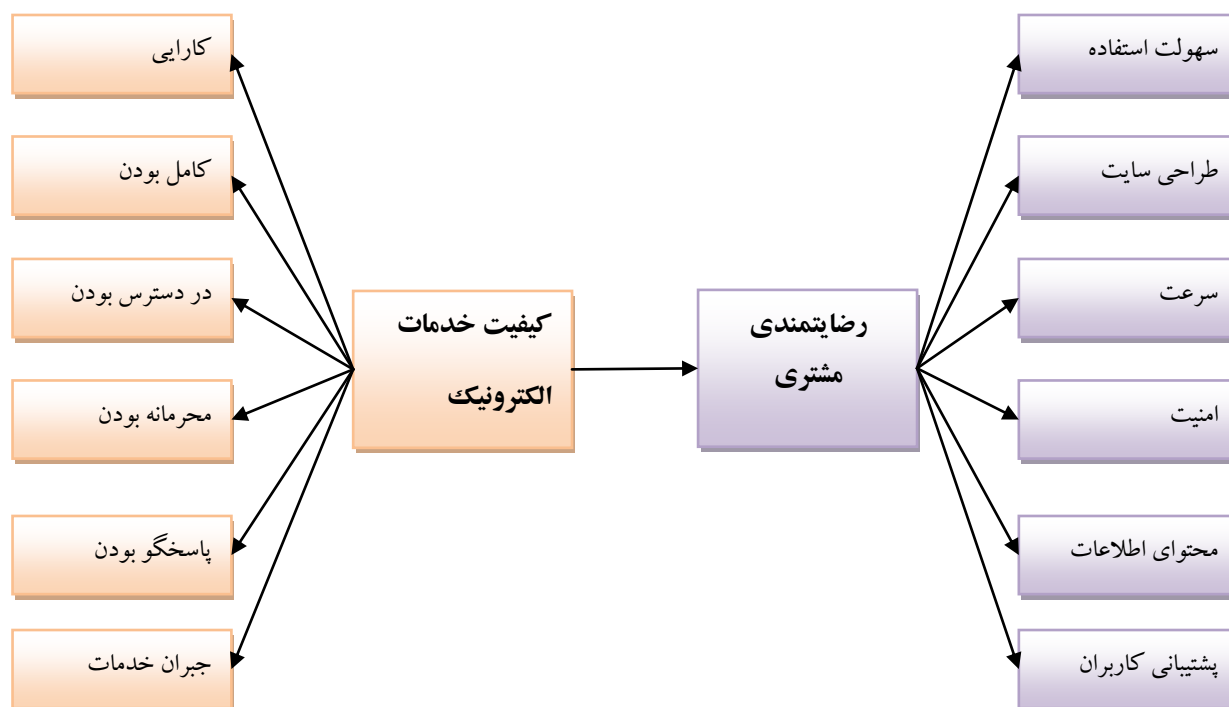 کارایی
کامل بودن
در دسترس بودن
محرمانه بودن
پاسخگو بودن
جبران خدمات
کیفیت خدمات
الکترونیک
رضایتمندی
مشتری
سهولت استفاده
طراحی سایت
سرعت
امنیت
محتوای اطلاعات
پشتیبانی کاربران